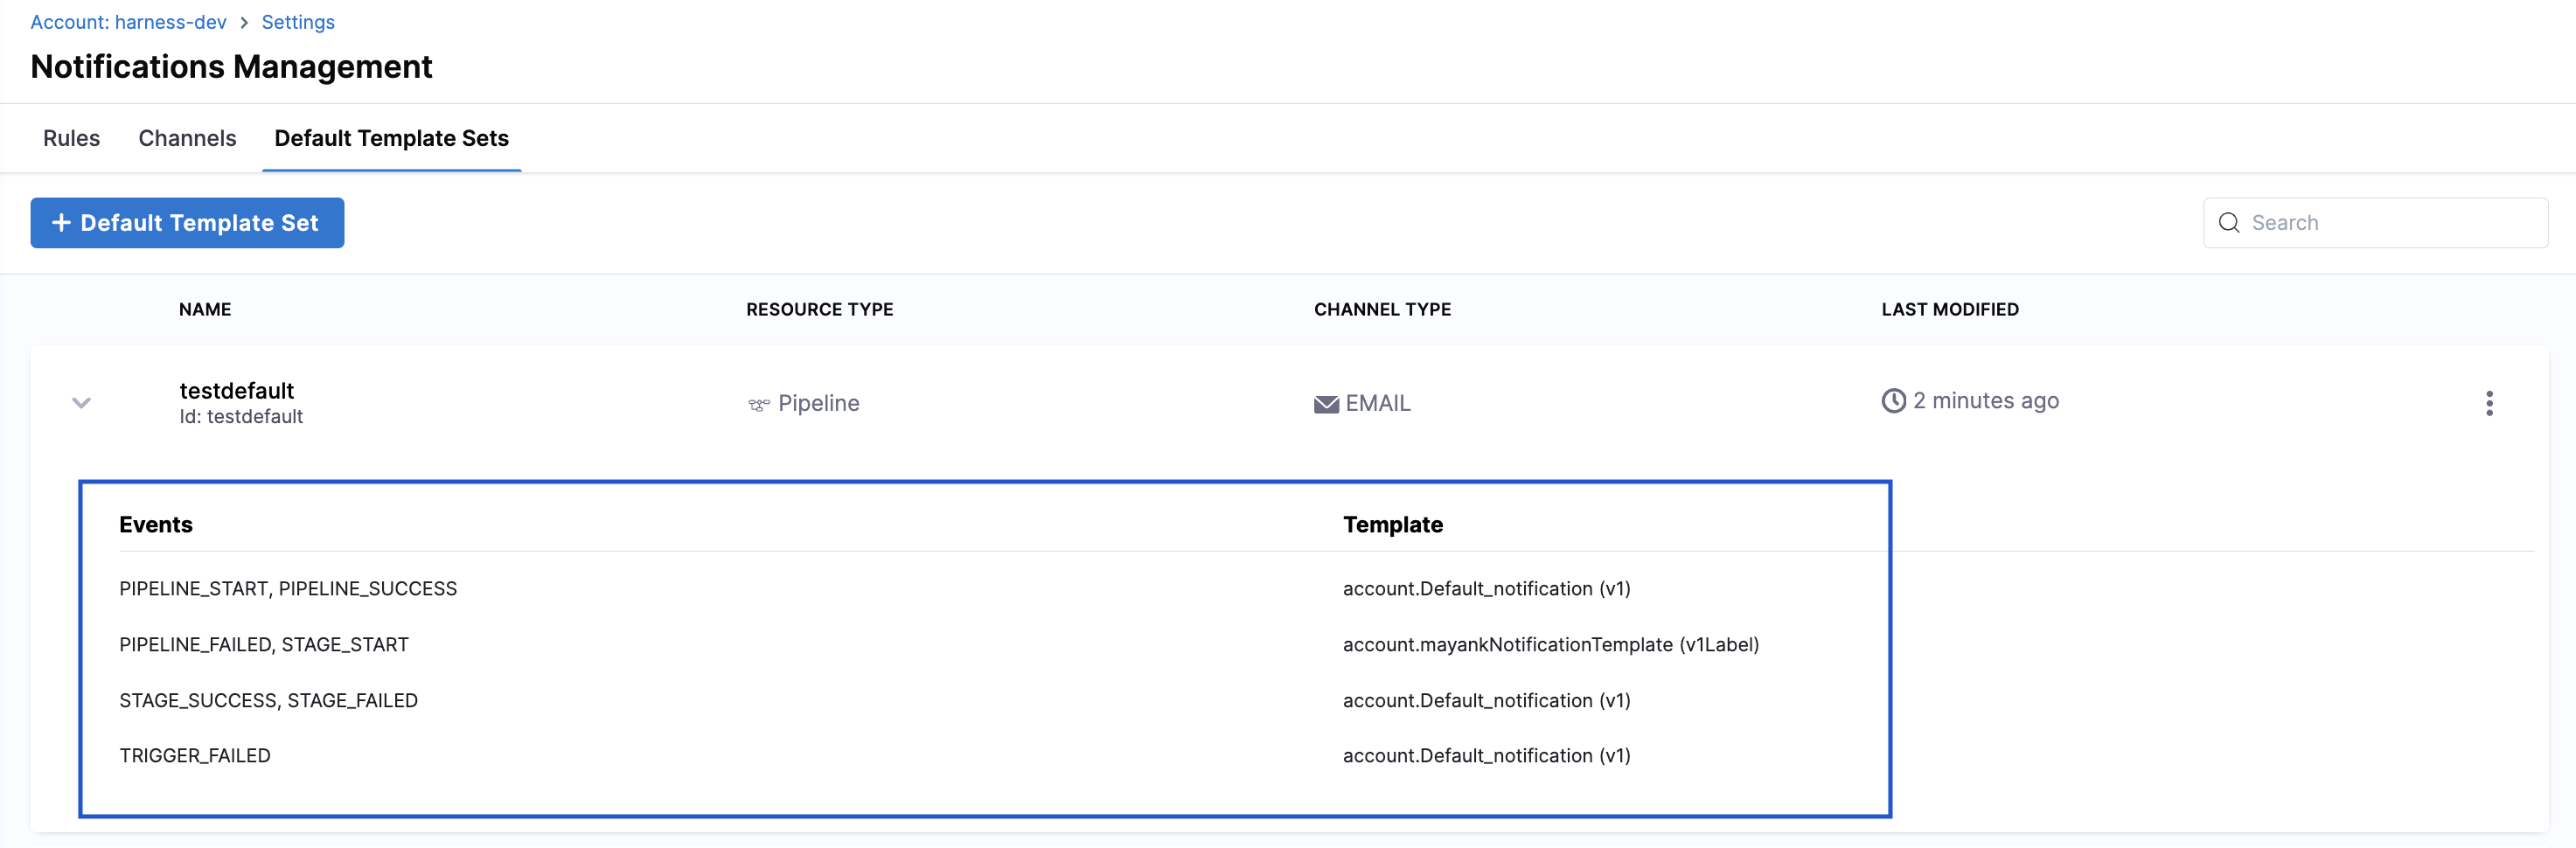 Account: harness-dev > Settings
Notifications Management
Rules Channels Default Template Sets
+ Default Template Set Search
NAME RESOURCE TYPE CHANNEL TYPE LAST MODIFIED
testdefault
Id: testdefault
Pipeline EMAIL 2 minutes ago
Events Template
PIPELINE_START, PIPELINE_SUCCESS account.Default_notification (v1)
PIPELINE_FAILED, STAGE_START account.mayankNotificationTemplate (v1Label)
STAGE_SUCCESS, STAGE_FAILED account.Default_notification (v1)
TRIGGER_FAILED account.Default_notification (v1)